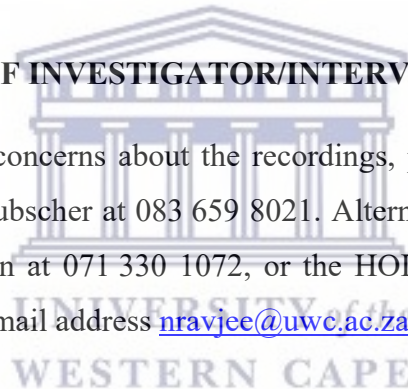 F INVESTIGATOR/INTERV
concerns about the recordings,
ubscher at 083 659 8021. Altern
n at 071 330 1072, or the HO
UNIVERSITY of the
mail address nravjee@uwc.ac.za
WESTERN CAPE